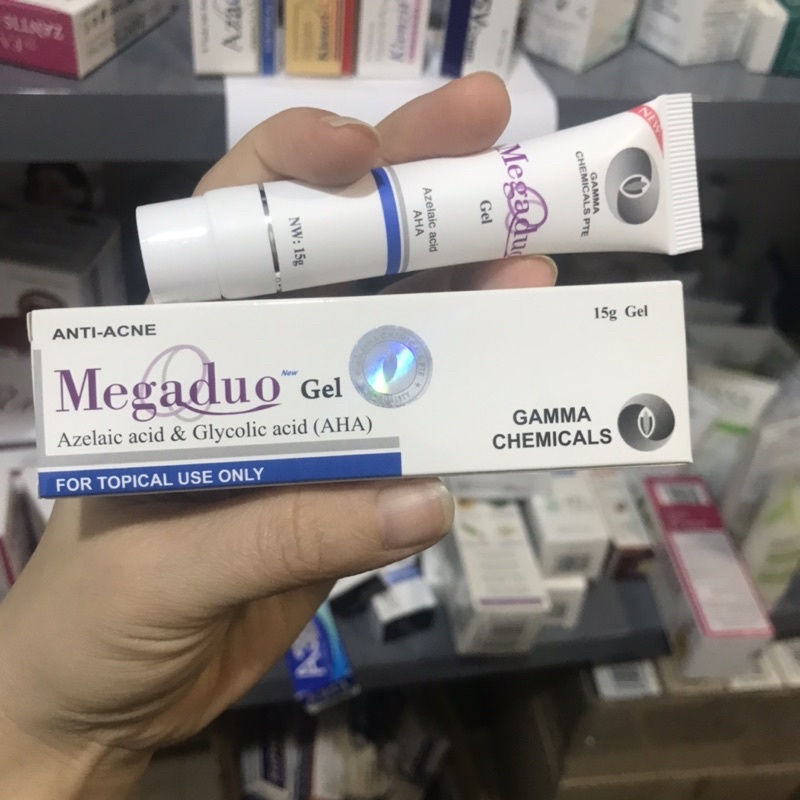 NEW
GAMMA
CHEMICALS PTE
Megaduo
Gel
Azelaic acid
AHA
NW: 15g
ANTI-ACNE
15g Gel
Megaduo New Gel
Azelaic acid & Glycolic acid (AHA)
GAMMA
CHEMICALS
FOR TOPICAL USE ONLY